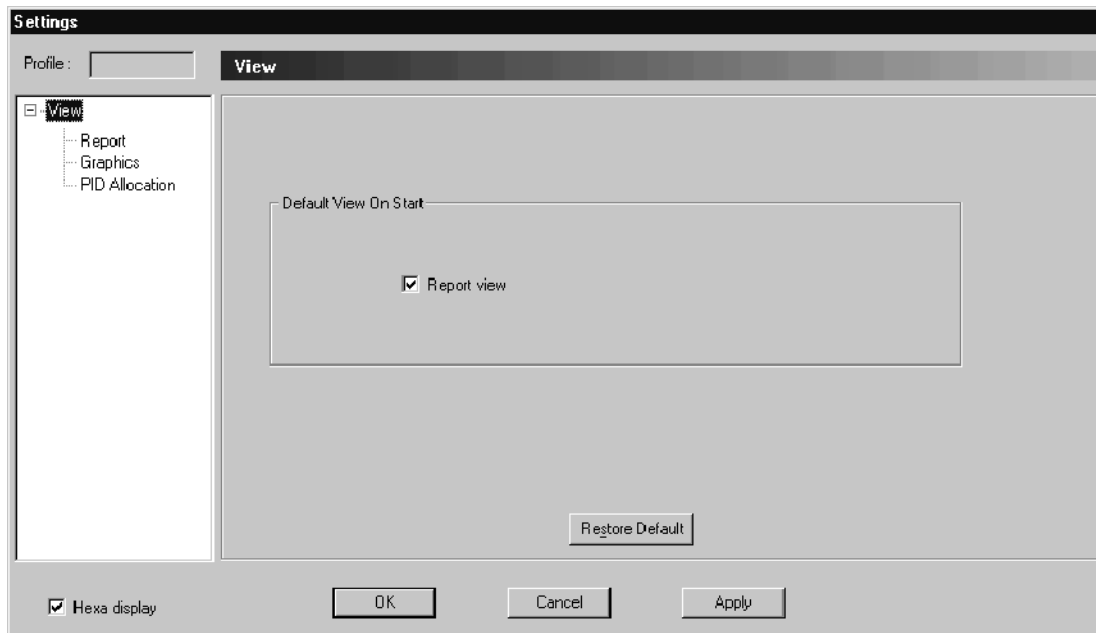 Settings
Profile :
View
View
Report
Graphics
PID Allocation
Default View On Start
Report view
Restore Default
Hexa display
OK
Cancel
Apply